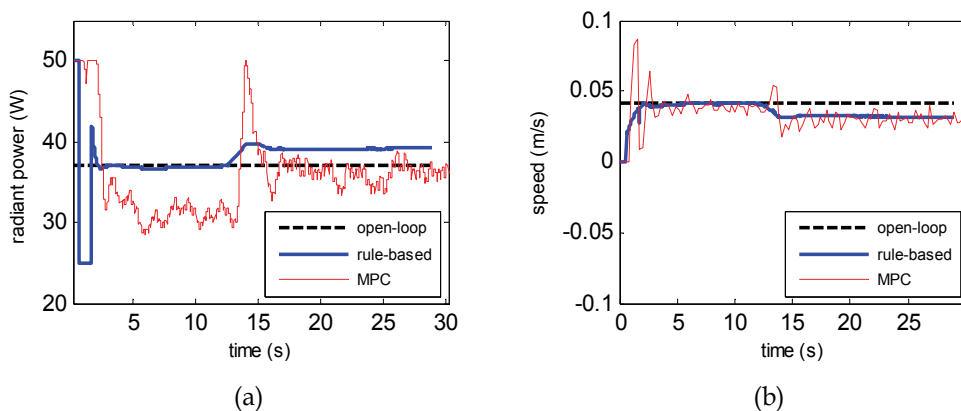 50
40
30
20
radiant power (W)
5
10
15
20
25
30
time (s)
open-loop
rule-based
MPC
(a)
0.1
0.05
0
-0.05
-0.1
speed (m/s)
0
5
10
15
20
25
time (s)
open-loop
rule-based
MPC
(b)